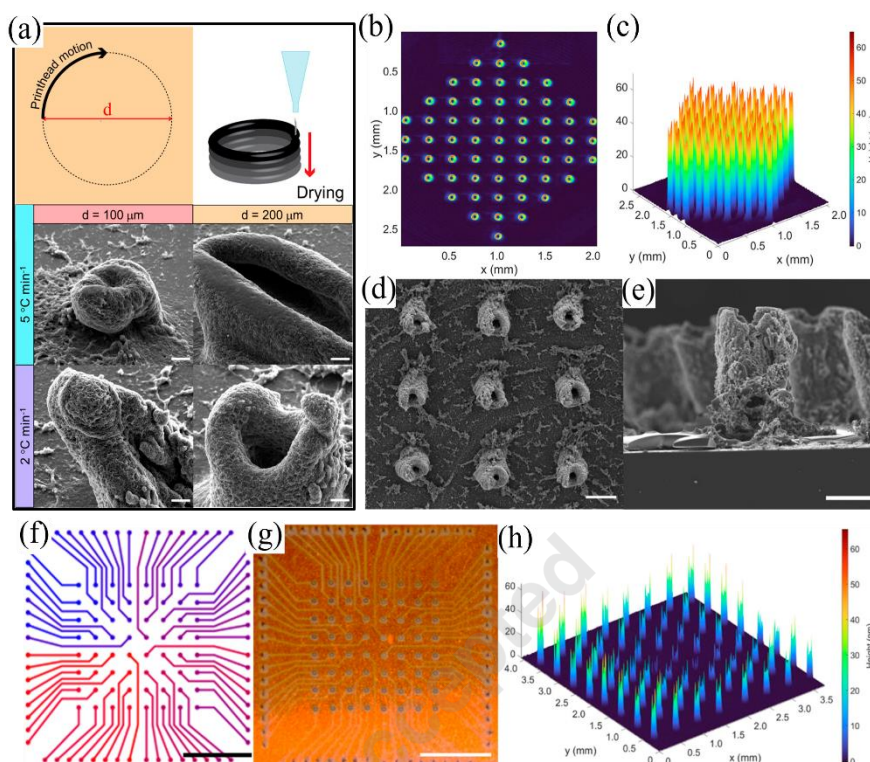 (a)
Printhead motion
d
Drying
d = 100 μm
d = 200 μm
5 °C min⁻¹
2 °C min⁻¹
(b)
0.5
1.0
1.5
2.0
2.5
y (mm)
0.5 1.0 1.5 2.0
x (mm)
(c)
60
40
20
0
2.5
2.0
1.5
1.0
0.5
0
y (mm)
0
0.5
1.0
1.5
2.0
x (mm)
60
50
40
30
20
10
0
(d)
(e)
(f)
(g)
accepted
(h)
60
40
20
0
4.0
3.5
3.0
2.5
2.0
1.5
1.0
0.5
0
y (mm)
0
0.5
1.0
1.5
2.0
2.5
3.0
3.5
x (mm)
60
50
40
30
20
10
0